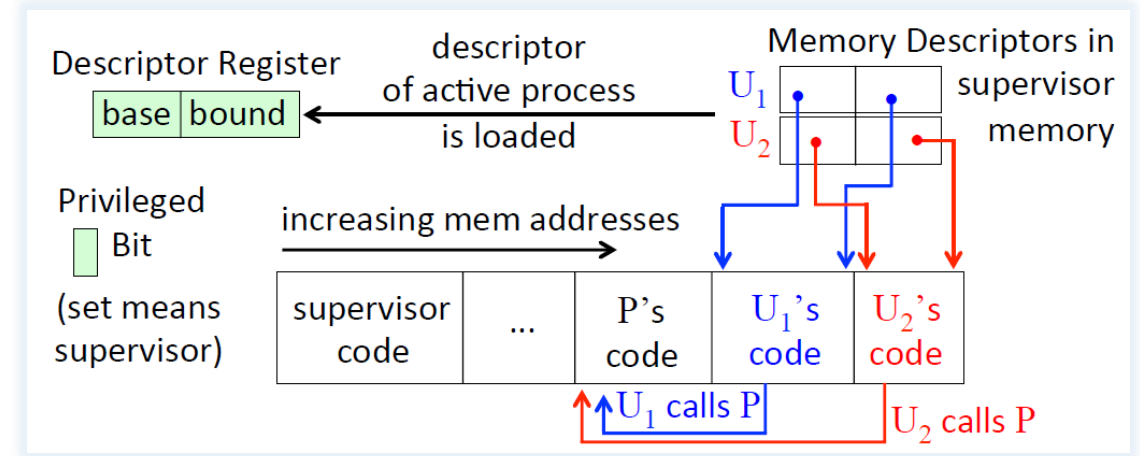 Descriptor Register
base bound
descriptor
of active process
is loaded
Memory Descriptors in
supervisor
memory
U1
U2
Privileged
Bit
(set means
supervisor)
increasing mem addresses
supervisor
code
...
P's
code
U1's
code
U2's
code
U1 calls P
U2 calls P